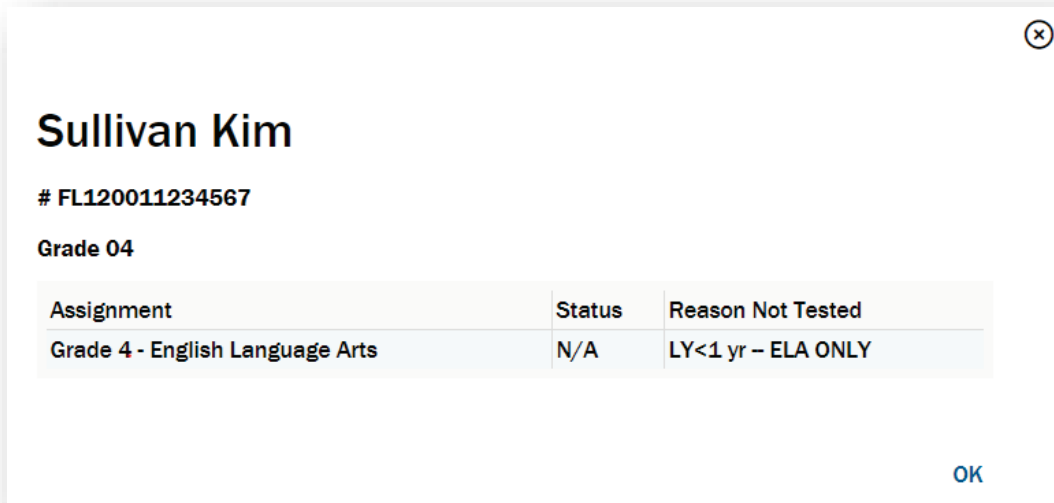 Sullivan Kim
# FL120011234567
Grade 04
Assignment Status Reason Not Tested
Grade 4 - English Language Arts N/A LY<1 yr -- ELA ONLY
OK